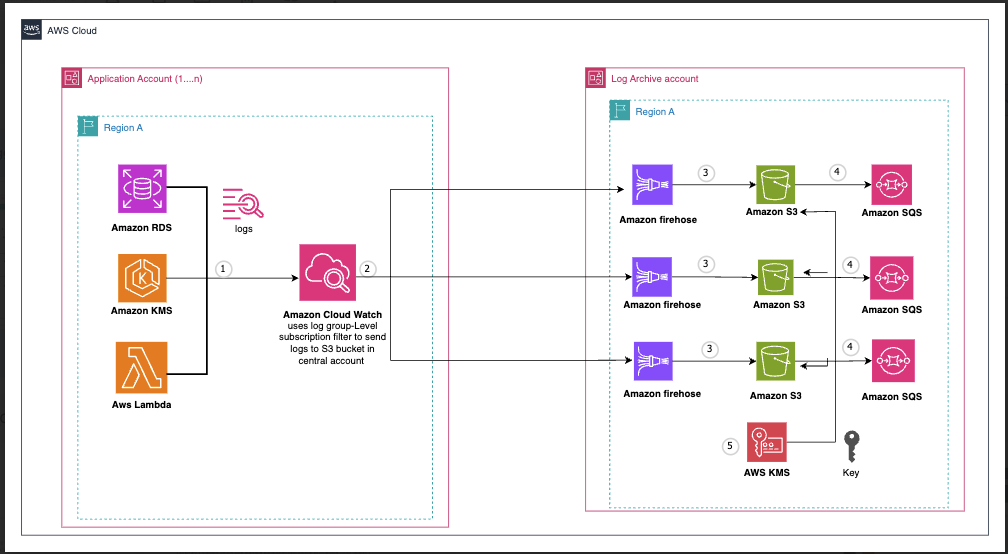 aws
AWS Cloud
Application Account (1....n)
Region A
Amazon RDS
logs
Amazon KMS
1
2
Amazon Cloud Watch
uses log group-Level
subscription filter to send
logs to S3 bucket in
central account
Aws Lambda
Log Archive account
Region A
3
4
Amazon firehose
Amazon S3
Amazon SQS
3
4
Amazon firehose
Amazon S3
Amazon SQS
3
4
Amazon firehose
Amazon S3
Amazon SQS
5
AWS KMS
Key